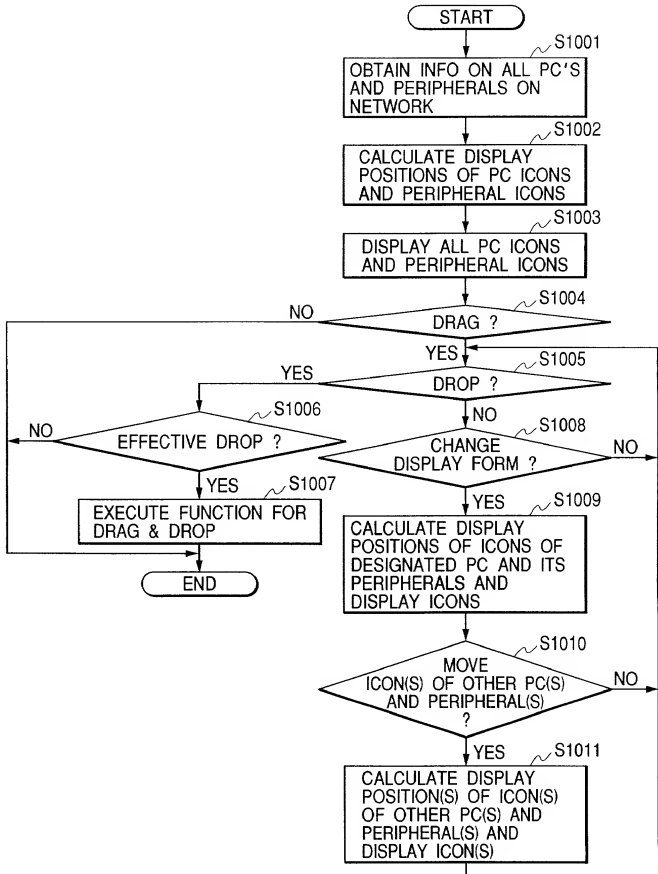 START
S1001
OBTAIN INFO ON ALL PC'S
AND PERIPHERALS ON
NETWORK
S1002
CALCULATE DISPLAY
POSITIONS OF PC ICONS
AND PERIPHERAL ICONS
S1003
DISPLAY ALL PC ICONS
AND PERIPHERAL ICONS
S1004
NO
DRAG ?
YES
S1005
YES
DROP ?
NO
S1006
NO
EFFECTIVE DROP ?
YES
S1007
EXECUTE FUNCTION FOR
DRAG & DROP
END
S1008
CHANGE
DISPLAY FORM ?
NO
YES
S1009
CALCULATE DISPLAY
POSITIONS OF ICONS OF
DESIGNATED PC AND ITS
PERIPHERALS AND
DISPLAY ICONS
S1010
MOVE
ICON(S) OF OTHER PC(S)
AND PERIPHERAL(S)
?
NO
YES
S1011
CALCULATE DISPLAY
POSITION(S) OF ICON(S)
OF OTHER PC(S) AND
PERIPHERAL(S) AND
DISPLAY ICON(S)